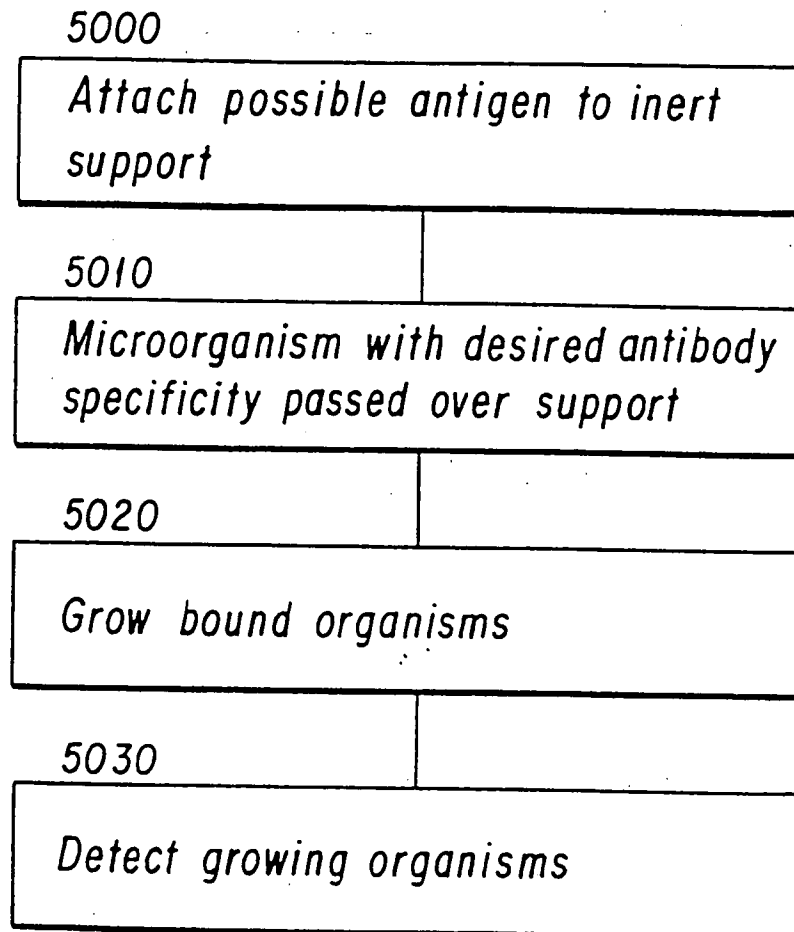 5000
Attach possible antigen to inert
support
5010
Microorganism with desired antibody
specificity passed over support
5020
Grow bound organisms
5030
Detect growing organisms